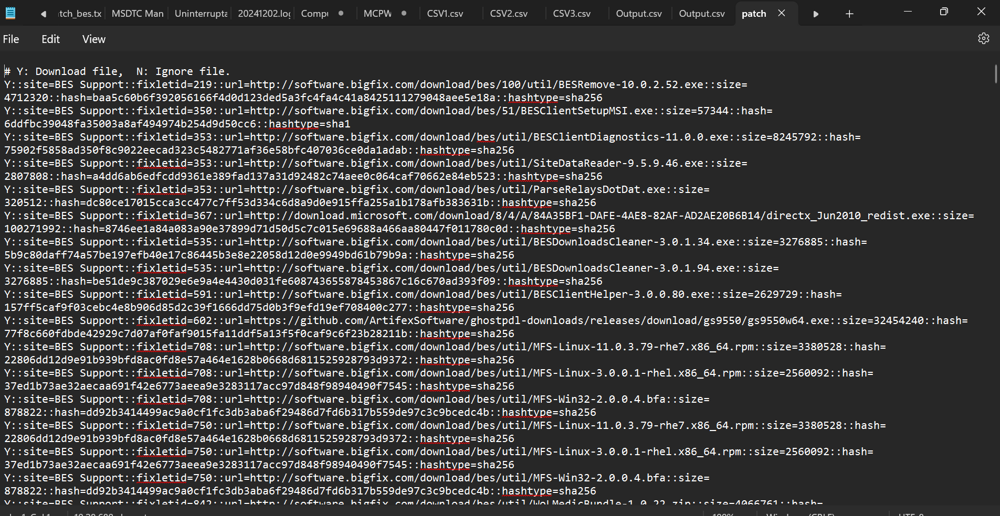 tch_bes.tx MSDTC Man Uninterrupta 20241202.log Compu MCPW CSV1.csv CSV2.csv CSV3.csv Output.csv Output.csv patch
File Edit View
# Y: Download file,  N: Ignore file.
Y::site=BES Support::fixletid=219::url=http://software.bigfix.com/download/bes/100/util/BESRemove-10.0.2.52.exe::size=
4712320::hash=baa5c60b6f392056166f4d0d123ded5a3fc4fa4c41a8425111279048aee5e18a::hashtype=sha256
Y::site=BES Support::fixletid=350::url=http://software.bigfix.com/download/bes/51/BESClientSetupMSI.exe::size=57344::hash=
6ddfbc39048fa35003a8af494974b254d9d50cc6::hashtype=sha1
Y::site=BES Support::fixletid=353::url=http://software.bigfix.com/download/bes/util/BESClientDiagnostics-11.0.0.exe::size=8245792::hash=
75902f5858ad350f8c9022eecad323c5482771af36e58bfc407036ce0da1adab::hashtype=sha256
Y::site=BES Support::fixletid=353::url=http://software.bigfix.com/download/bes/util/SiteDataReader-9.5.9.46.exe::size=
2807808::hash=a4dd6ab6edfcdd9361e389fad137a31d92482c74aee0c064caf70662e84eb523::hashtype=sha256
Y::site=BES Support::fixletid=353::url=http://software.bigfix.com/download/bes/util/ParseRelaysDotDat.exe::size=
320512::hash=dc80ce17015cca3cc477c7ff53d334c6d8a9d0e915ffa255a1b178afb383631b::hashtype=sha256
Y::site=BES Support::fixletid=367::url=http://download.microsoft.com/download/8/4/A/84A35BF1-DAFE-4AE8-82AF-AD2AE20B6B14/directx_Jun2010_redist.exe::size=
100271992::hash=8746ee1a84a083a90e37899d71d50d5c7c015e69688a466aa80447f011780c0d::hashtype=sha256
Y::site=BES Support::fixletid=535::url=http://software.bigfix.com/download/bes/util/BESDownloadsCleaner-3.0.1.34.exe::size=3276885::hash=
5b9c80daff74a57be197efb40e17c86445b3e8e22058d12d0e9949bd61b79b9a::hashtype=sha256
Y::site=BES Support::fixletid=535::url=http://software.bigfix.com/download/bes/util/BESDownloadsCleaner-3.0.1.94.exe::size=
3276885::hash=be51de9c387029e6e9a4e4430d031fe608743655878453867c16c670ad393f09::hashtype=sha256
Y::site=BES Support::fixletid=591::url=http://software.bigfix.com/download/bes/util/BESClientHelper-3.0.0.80.exe::size=2629729::hash=
157ff5caf9f03cebc4e8b906d85d2c39f1666dd75d0b3f9efd19ef708400c277::hashtype=sha256
Y::site=BES Support::fixletid=602::url=https://github.com/ArtifexSoftware/ghostpdl-downloads/releases/download/gs9550/gs9550w64.exe::size=32454240::hash=
77f8c660fdbde42929c7d07af0faf9015fa11ddf5a13f5f0caf9c6f23b28211b::hashtype=sha256
Y::site=BES Support::fixletid=708::url=http://software.bigfix.com/download/bes/util/MFS-Linux-11.0.3.79-rhe7.x86_64.rpm::size=3380528::hash=
22806dd12d9e91b939bfd8ac0fd8e57a464e1628b0668d6811525928793d9372::hashtype=sha256
Y::site=BES Support::fixletid=708::url=http://software.bigfix.com/download/bes/util/MFS-Linux-3.0.0.1-rhel.x86_64.rpm::size=2560092::hash=
37ed1b73ae32aecaa691f42e6773aeea9e3283117acc97d848f98940490f7545::hashtype=sha256
Y::site=BES Support::fixletid=708::url=http://software.bigfix.com/download/bes/util/MFS-Win32-2.0.0.4.bfa::size=
878822::hash=dd92b3414499ac9a0cf1fc3db3aba6f29486d7fd6b317b559de97c3c9bcedc4b::hashtype=sha256
Y::site=BES Support::fixletid=750::url=http://software.bigfix.com/download/bes/util/MFS-Linux-11.0.3.79-rhe7.x86_64.rpm::size=3380528::hash=
22806dd12d9e91b939bfd8ac0fd8e57a464e1628b0668d6811525928793d9372::hashtype=sha256
Y::site=BES Support::fixletid=750::url=http://software.bigfix.com/download/bes/util/MFS-Linux-3.0.0.1-rhel.x86_64.rpm::size=2560092::hash=
37ed1b73ae32aecaa691f42e6773aeea9e3283117acc97d848f98940490f7545::hashtype=sha256
Y::site=BES Support::fixletid=750::url=http://software.bigfix.com/download/bes/util/MFS-Win32-2.0.0.4.bfa::size=
878822::hash=dd92b3414499ac9a0cf1fc3db3aba6f29486d7fd6b317b559de97c3c9bcedc4b::hashtype=sha256
Y::site=BES Support::fixletid=842::url=http://software.bigfix.com/download/bes/util/WoLMedicBundle-1.0.22.zip::size=4066761::hash=
100% Windows (CRLF) UTF-8